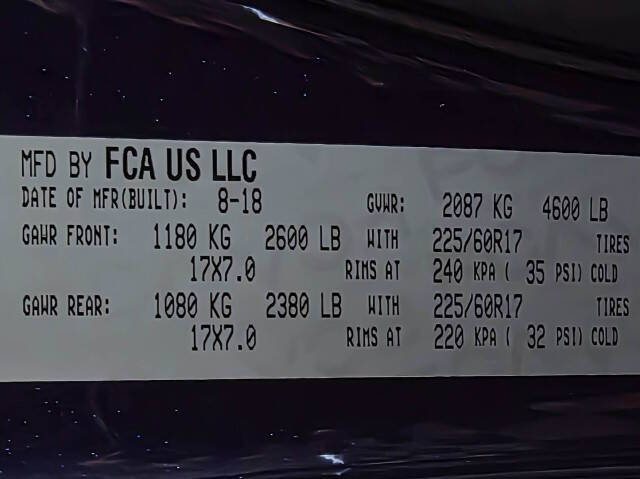 MFD BY FCA US LLC
DATE OF MFR(BUILT): 8-18 GVWR: 2087 KG 4600 LB
GAWR FRONT: 1180 KG 2600 LB WITH 225/60R17 TIRES
17X7.0 RIMS AT 240 KPA ( 35 PSI) COLD
GAWR REAR: 1080 KG 2380 LB WITH 225/60R17 TIRES
17X7.0 RIMS AT 220 KPA ( 32 PSI) COLD